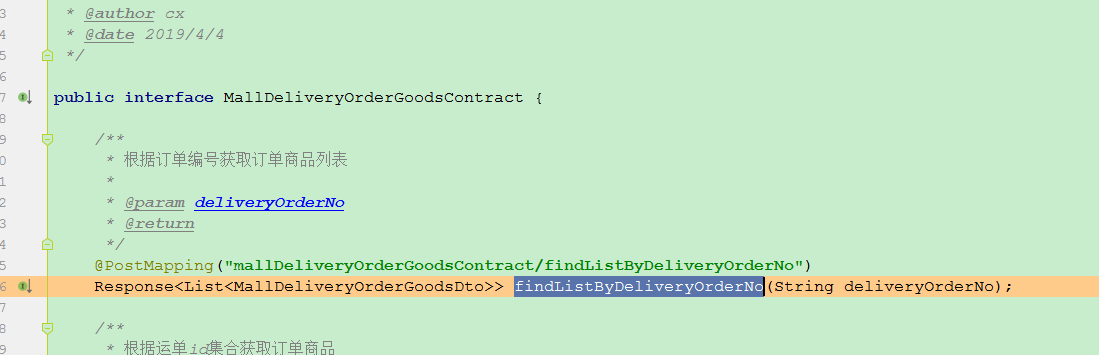 3 * @author cx
4 * @date 2019/4/4
5 */
6
7 public interface MallDeliveryOrderGoodsContract {
8
9 /**
0 * 根据订单编号获取订单商品列表
1 *
2 * @param deliveryOrderNo
3 * @return
4 */
5 @PostMapping("mallDeliveryOrderGoodsContract/findListByDeliveryOrderNo")
6 Response<List<MallDeliveryOrderGoodsDto>> findListByDeliveryOrderNo(String deliveryOrderNo);
7
8 /**
9 * 根据运单id集合获取订单商品